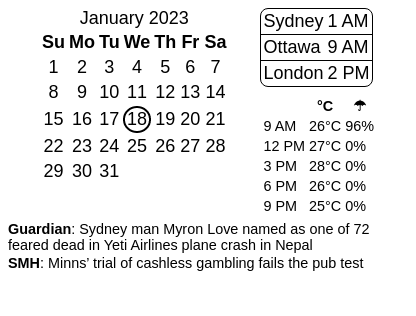 January 2023
Su Mo Tu We Th Fr Sa
1 2 3 4 5 6 7
8 9 10 11 12 13 14
15 16 17 18 19 20 21
22 23 24 25 26 27 28
29 30 31
Sydney 1 AM
Ottawa 9 AM
London 2 PM
°C ☂
9 AM 26°C 96%
12 PM 27°C 0%
3 PM 28°C 0%
6 PM 26°C 0%
9 PM 25°C 0%
Guardian: Sydney man Myron Love named as one of 72
feared dead in Yeti Airlines plane crash in Nepal
SMH: Minns’ trial of cashless gambling fails the pub test